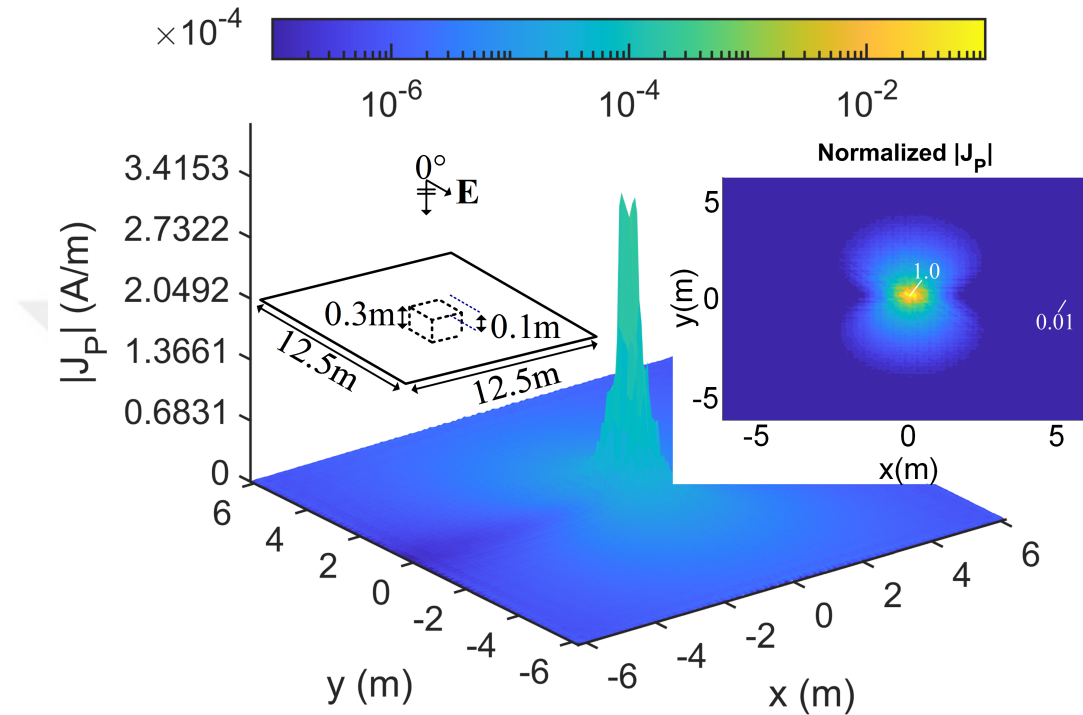 ×10⁻⁴
10⁻⁶ 10⁻⁴ 10⁻²
|J_P| (A/m)
3.4153
2.7322
2.0492
1.3661
0.6831
0
0°
E
0.3m
0.1m
12.5m
12.5m
6
4
2
0
-2
-4
-6
y (m)
-6
-4
-2
0
2
4
6
x (m)
Normalized |J_P|
y(m)
5
0
-5
1.0
0.01
-5 0 5
x(m)